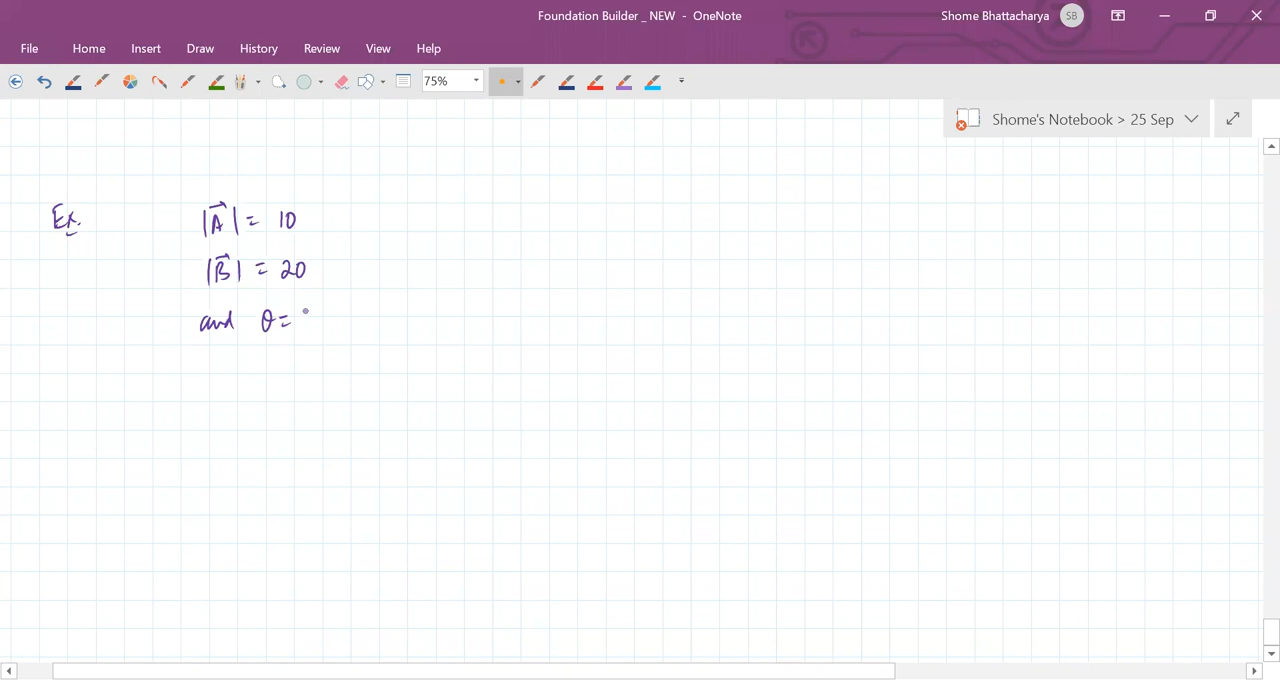 Foundation Builder _ NEW - OneNote
Shome Bhattacharya SB
File Home Insert Draw History Review View Help
75%
Shome's Notebook > 25 Sep
Ex. |A⃗| = 10
|B⃗| = 20
and θ =